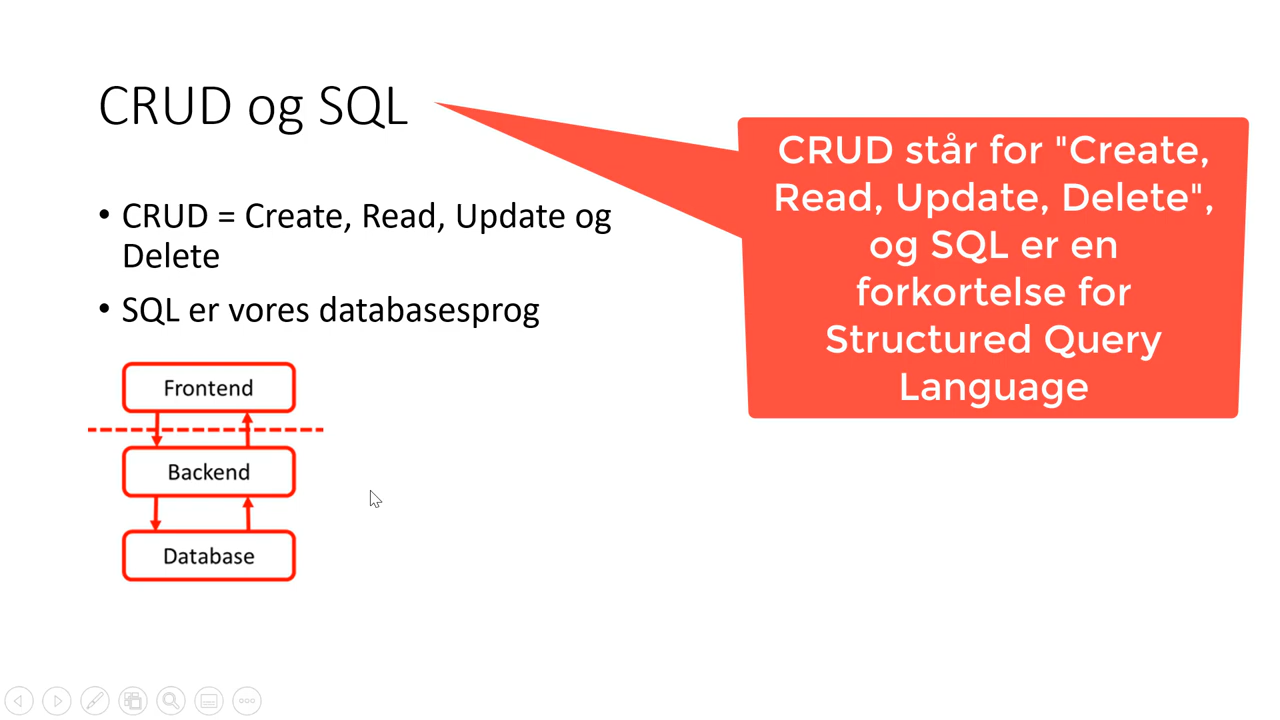 CRUD og SQL
• CRUD = Create, Read, Update og
Delete
• SQL er vores databasesprog
Frontend
Backend
Database
CRUD står for "Create,
Read, Update, Delete",
og SQL er en
forkortelse for
Structured Query
Language